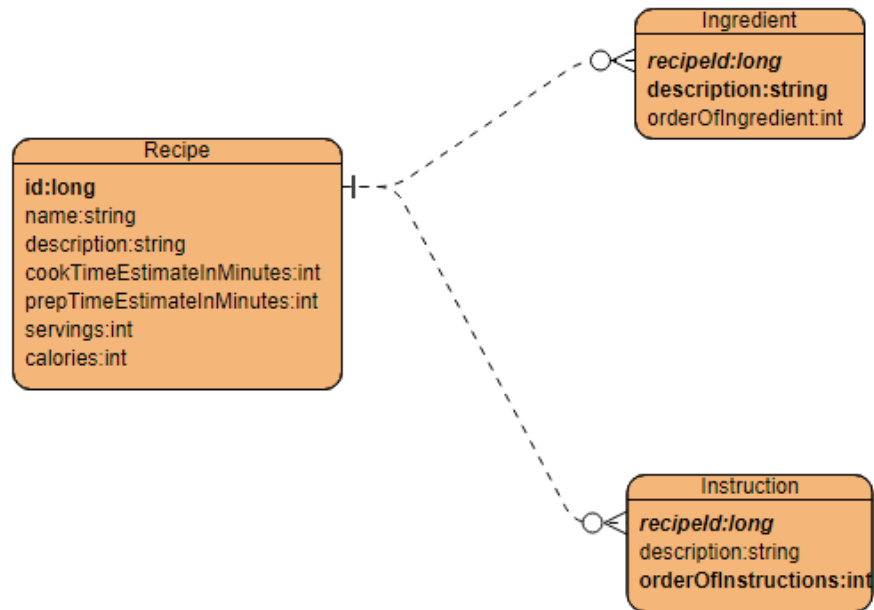 Ingredient
recipeId:long
description:string
orderOfIngredient:int
Recipe
id:long
name:string
description:string
cookTimeEstimateInMinutes:int
prepTimeEstimateInMinutes:int
servings:int
calories:int
Instruction
recipeId:long
description:string
orderOfInstructions:int